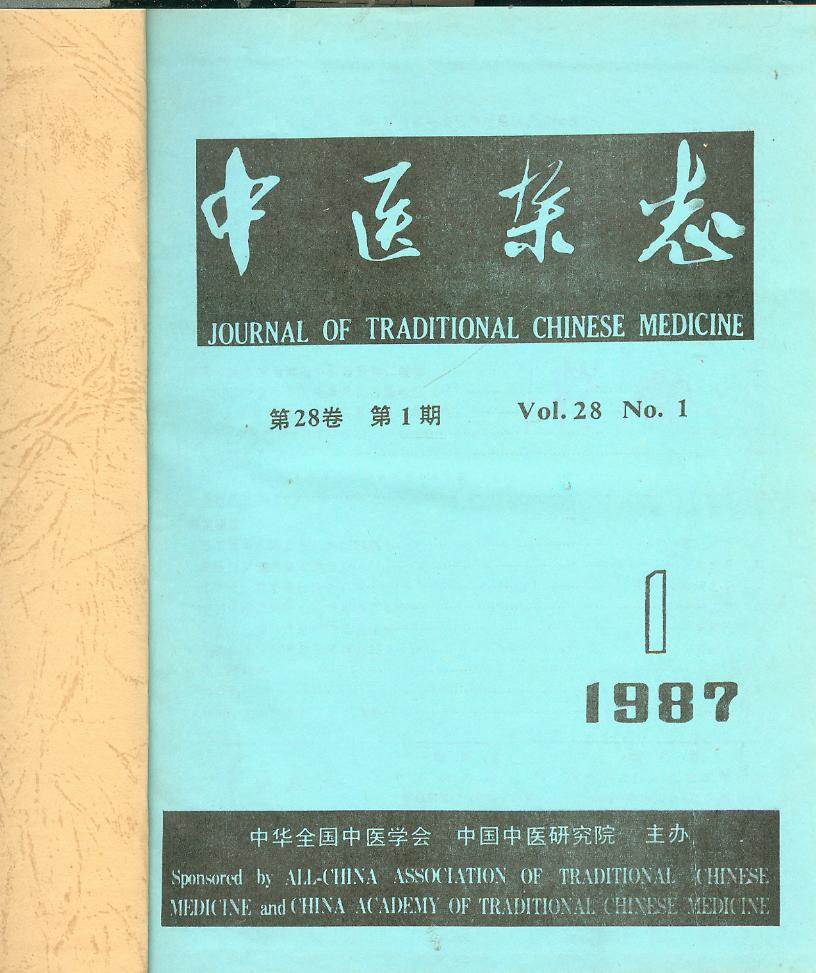 中医杂志
JOURNAL OF TRADITIONAL CHINESE MEDICINE
第28卷 第1期 Vol. 28 No. 1
1
1987
中华全国中医学会 中国中医研究院 主办
Sponsored by ALL-CHINA ASSOCIATION OF TRADITIONAL CHINESE
MEDICINE and CHINA ACADEMY OF TRADITIONAL CHINESE MEDICINE